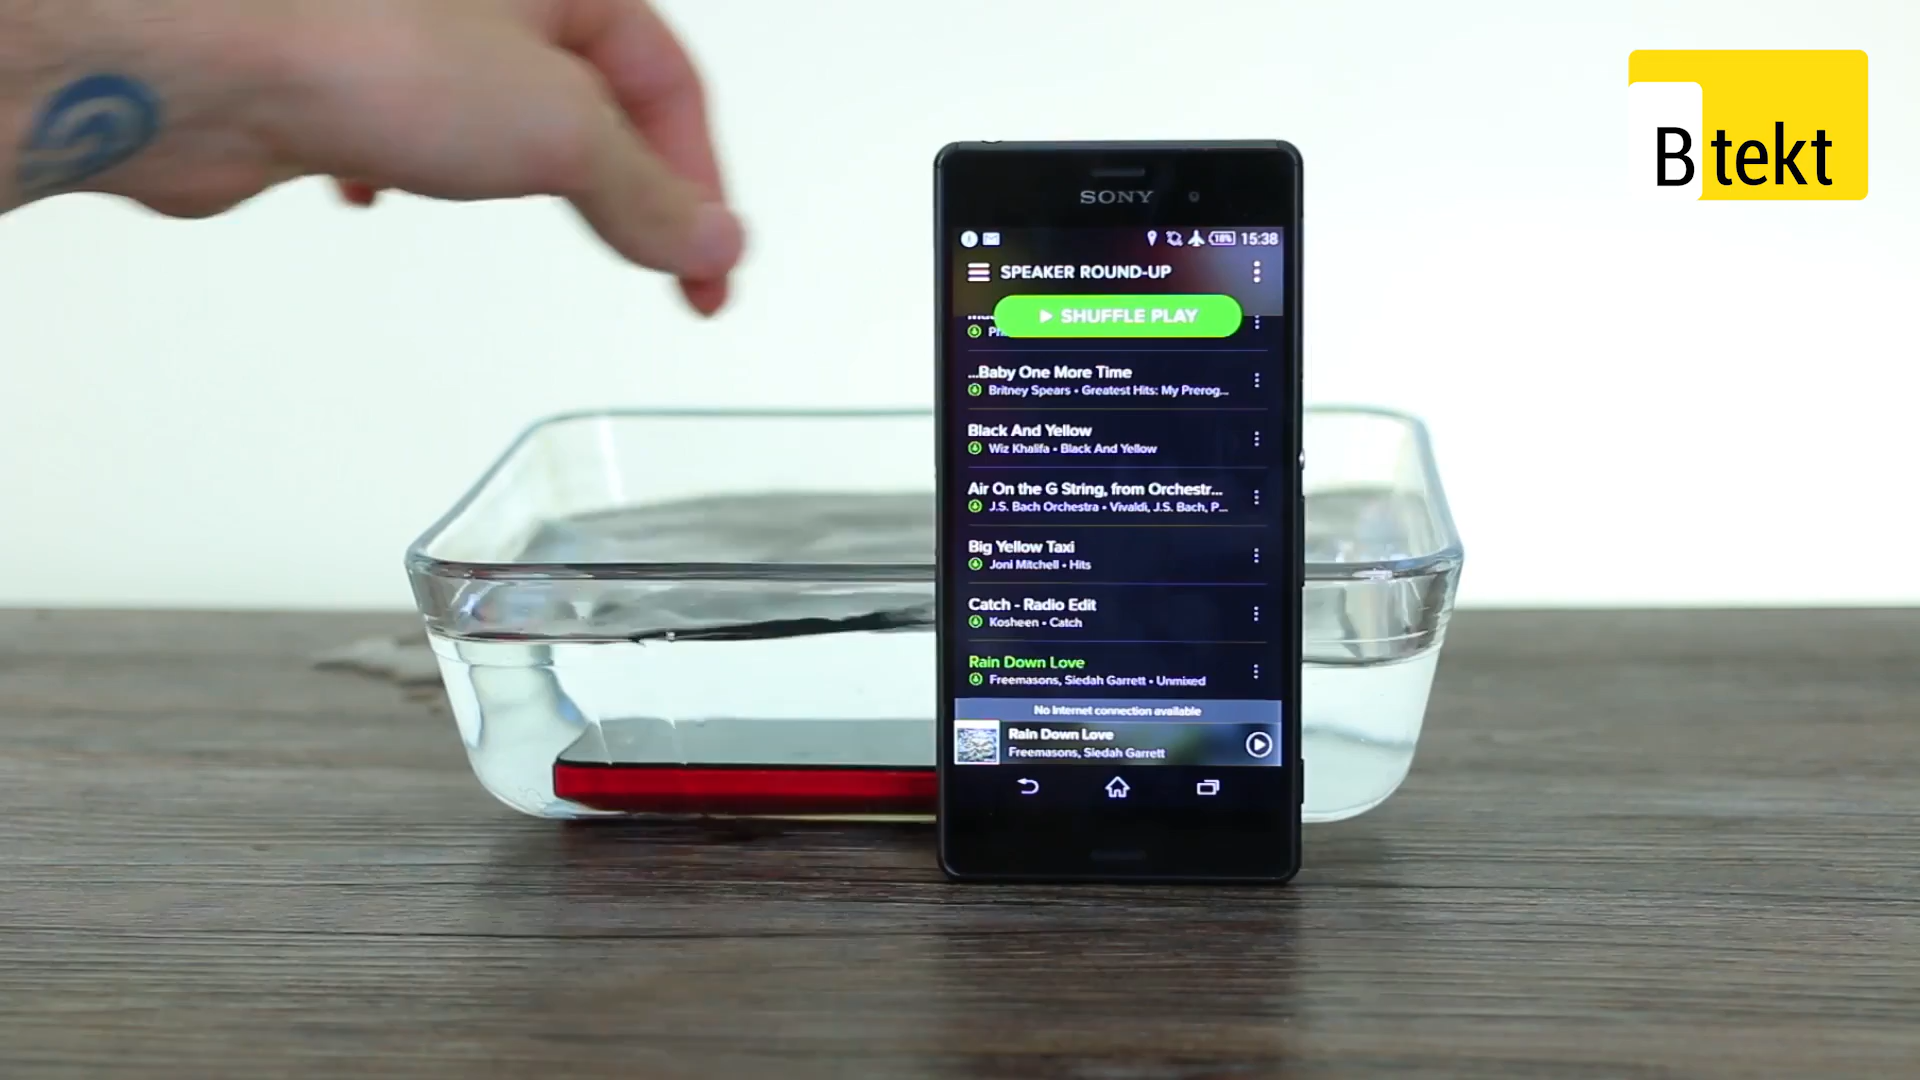 B tekt
SONY
18% 15:38
SPEAKER ROUND-UP
SHUFFLE PLAY
...Baby One More Time
Britney Spears • Greatest Hits: My Prerog...
Black And Yellow
Wiz Khalifa • Black And Yellow
Air On the G String, from Orchestr...
J.S. Bach Orchestra • Vivaldi, J.S. Bach, P...
Big Yellow Taxi
Joni Mitchell • Hits
Catch - Radio Edit
Kosheen • Catch
Rain Down Love
Freemasons, Siedah Garrett • Unmixed
No Internet connection available
Rain Down Love
Freemasons, Siedah Garrett